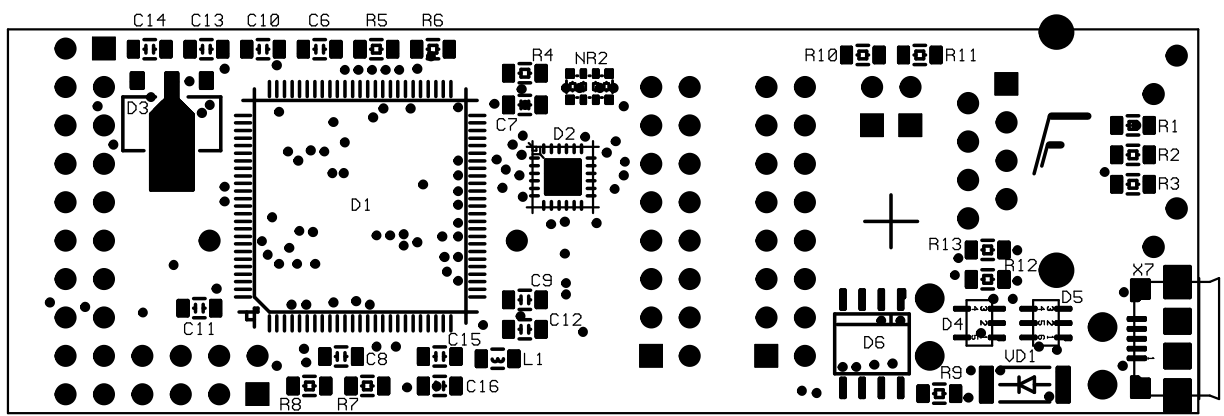 C14 C13 C10 C6 R5 R6
R10 R11
R4 NR2
D3
C7 D2
R1
R2
R3
D1
R13
R12
X7
C9
D5
C11 C12
D4
D6
C15
C8 L1
VD1
R9
C16
R8 R7